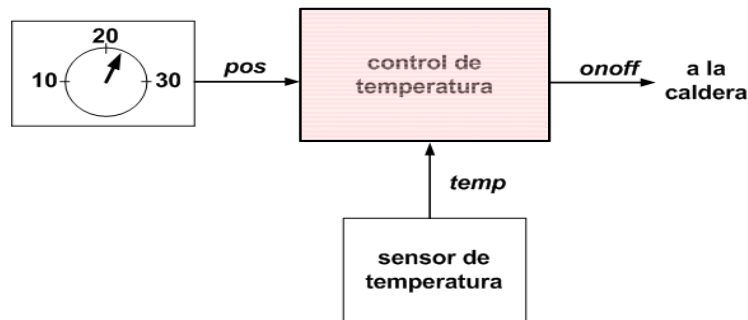 20
10
30
pos
control de
temperatura
onoff
a la
caldera
temp
sensor de
temperatura